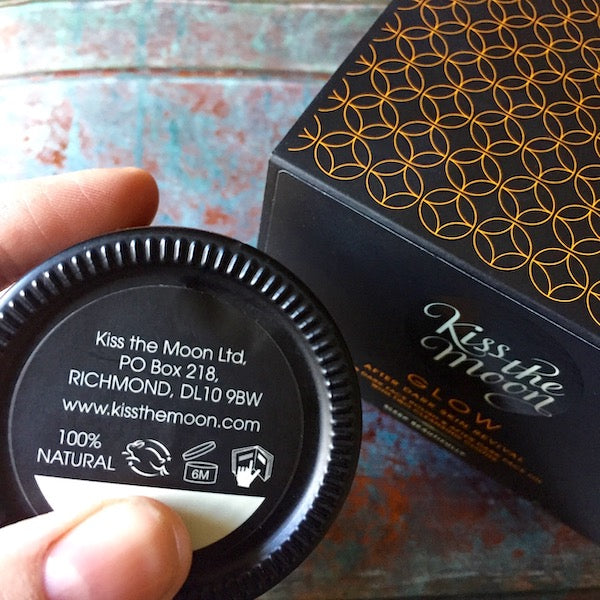 Kiss the Moon Ltd,
PO Box 218,
RICHMOND, DL10 9BW
www.kissthemoon.com
100%
NATURAL
6M
Kiss the
Moon
GLOW
AFTER DARK SKIN REVIVAL